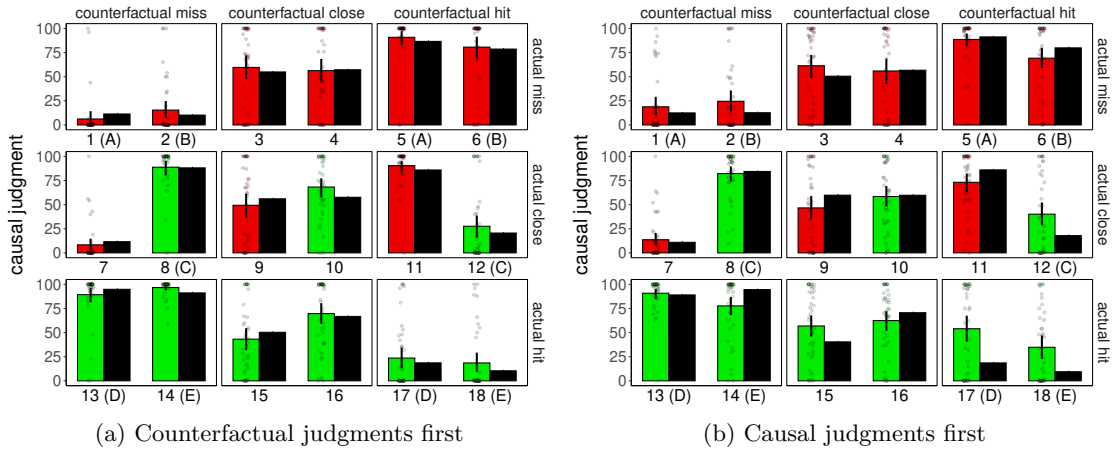 counterfactual miss counterfactual close counterfactual hit
100 75 50 25 0
1 (A) 2 (B) 3 4 5 (A) 6 (B)
actual miss
100 75 50 25 0
7 8 (C) 9 10 11 12 (C)
actual close
100 75 50 25 0
13 (D) 14 (E) 15 16 17 (D) 18 (E)
actual hit
causal judgment
(a) Counterfactual judgments first
counterfactual miss counterfactual close counterfactual hit
100 75 50 25 0
1 (A) 2 (B) 3 4 5 (A) 6 (B)
actual miss
100 75 50 25 0
7 8 (C) 9 10 11 12 (C)
actual close
100 75 50 25 0
13 (D) 14 (E) 15 16 17 (D) 18 (E)
actual hit
causal judgment
(b) Causal judgments first